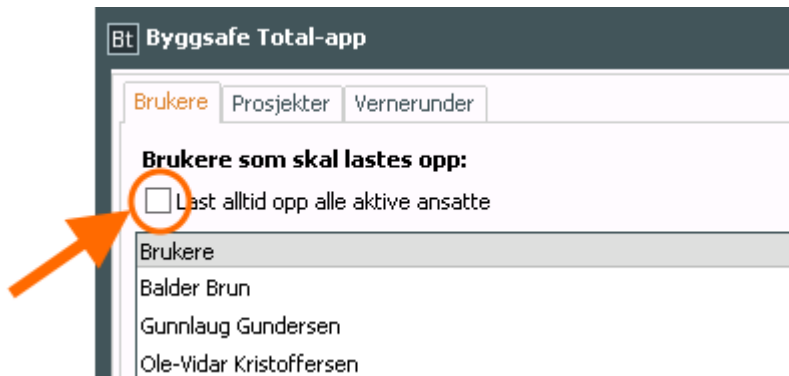 Bt Byggsafe Total-app
Brukere Prosjekter Vernerunder
Brukere som skal lastes opp:
Last alltid opp alle aktive ansatte
Brukere
Balder Brun
Gunnlaug Gundersen
Ole-Vidar Kristoffersen